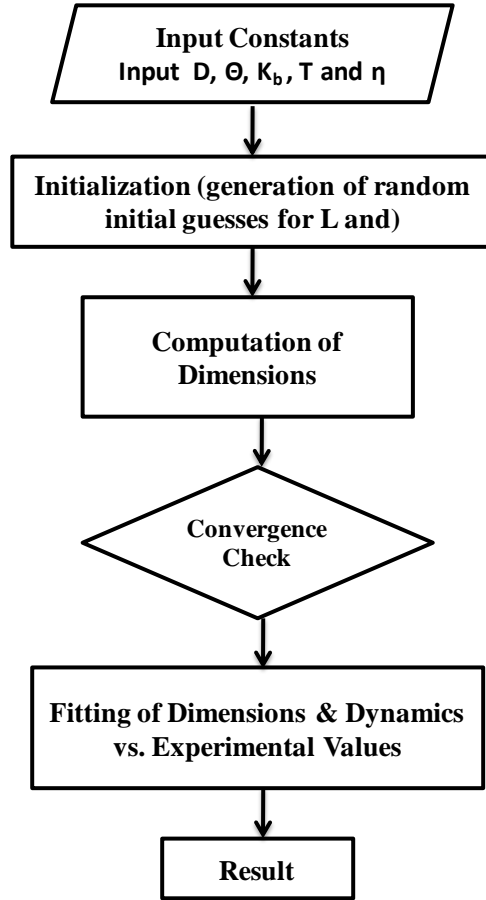 Input Constants
Input D, Θ, K_b, T and η
Initialization (generation of random
initial guesses for L and)
Computation of
Dimensions
Convergence
Check
Fitting of Dimensions & Dynamics
vs. Experimental Values
Result